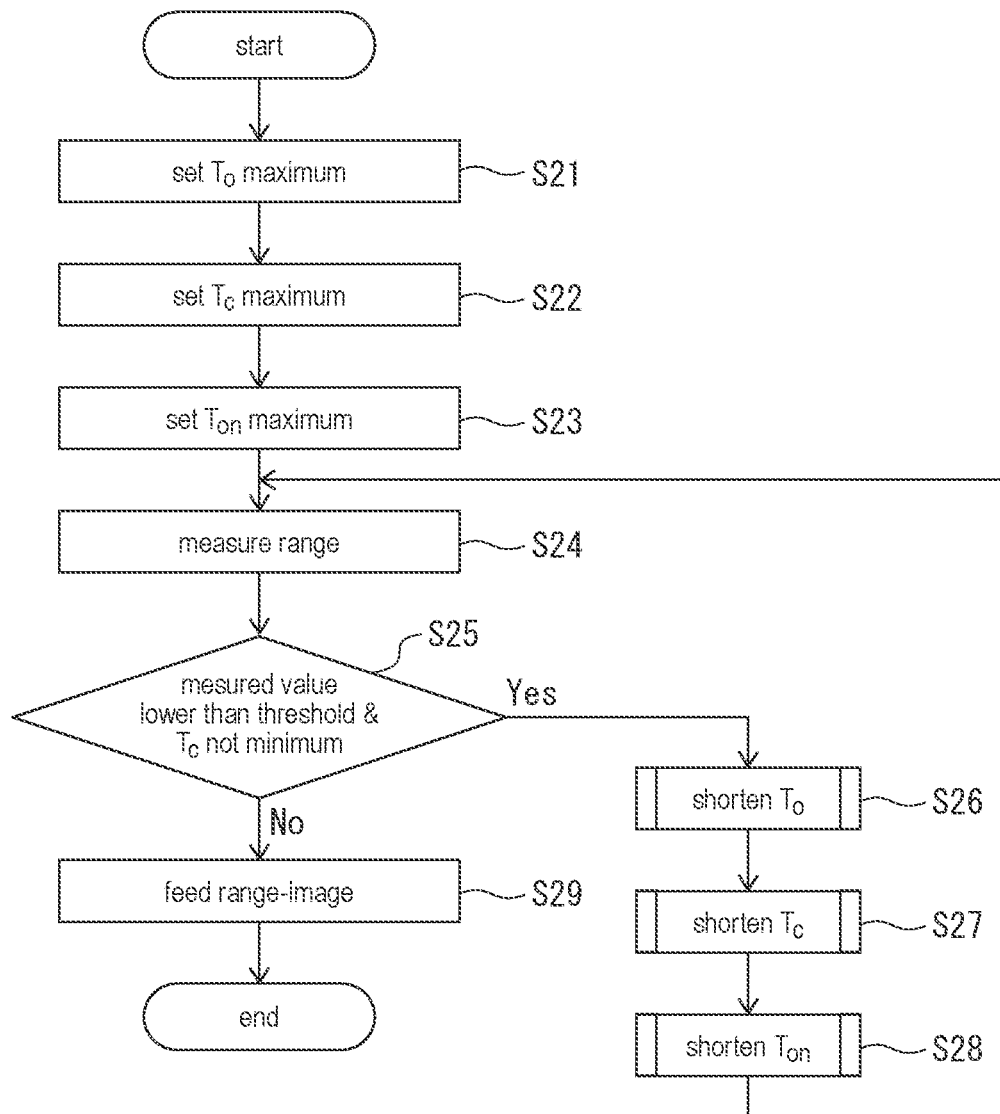 start
set To maximum
S21
set Tc maximum
S22
set Ton maximum
S23
measure range
S24
S25
mesured value
lower than threshold &
Tc not minimum
Yes
No
shorten To
S26
feed range-image
S29
shorten Tc
S27
end
shorten Ton
S28